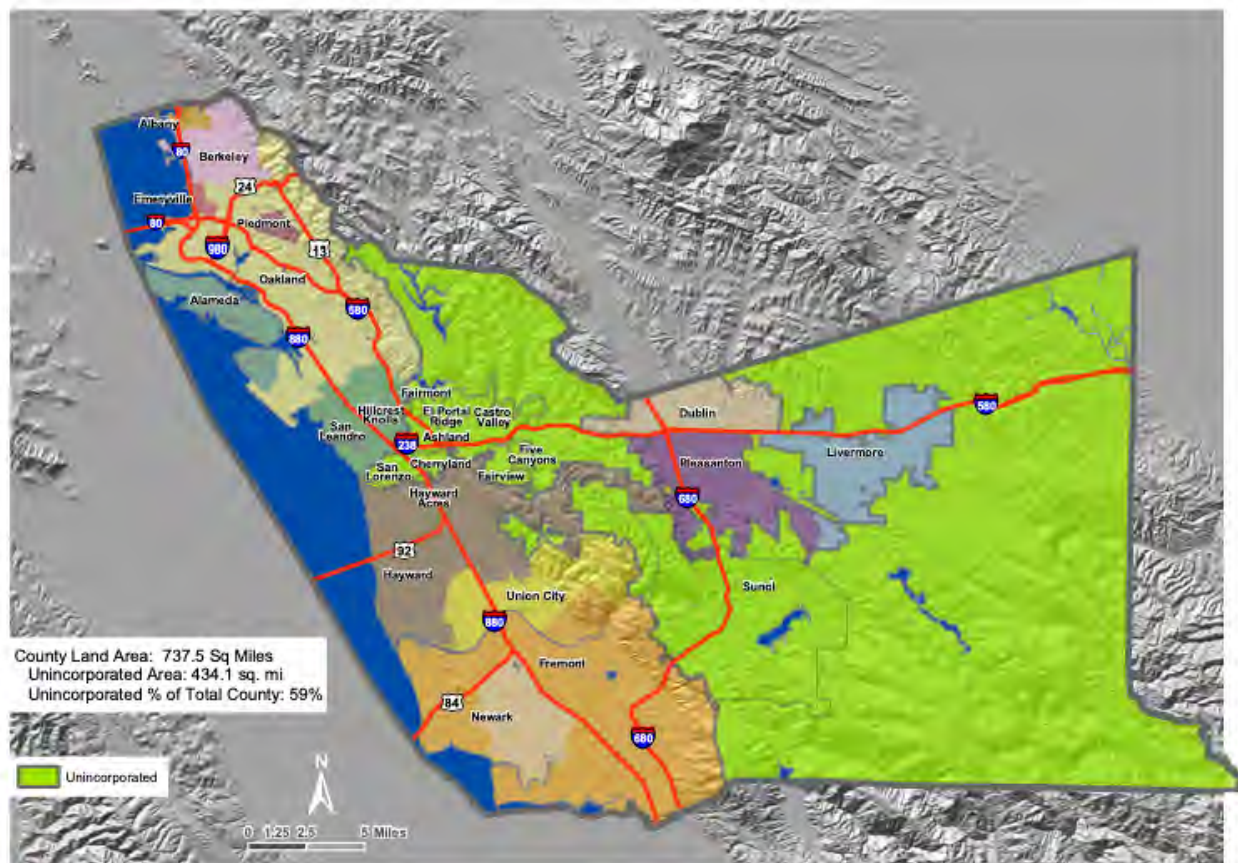 Albany
80
Berkeley
Emeryville
24
80
Piedmont
980
13
Oakland
Alameda
580
880
Fairmont
Hillcrest
Knolls
El Portal
Ridge
Castro
Valley
San
Leandro
238
Ashland
Dublin
580
San
Lorenzo
Cherryland
Five
Canyons
Fairview
Pleasanton
Livermore
Hayward
Acres
680
92
Hayward
Union City
Sunol
880
County Land Area: 737.5 Sq Miles
Unincorporated Area: 434.1 sq. mi
Unincorporated % of Total County: 59%
Fremont
84
Newark
680
Unincorporated
N
0 1.25 2.5 5 Miles